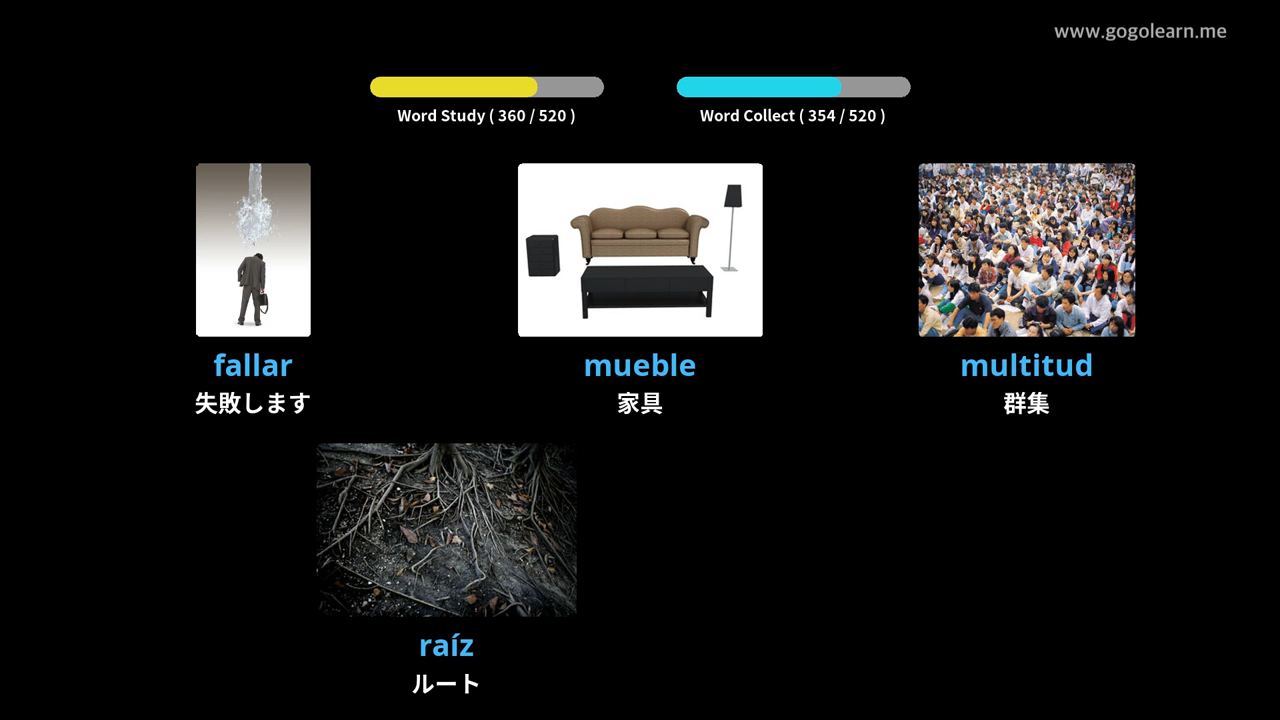 www.gogolearn.me
Word Study ( 360 / 520 )
Word Collect ( 354 / 520 )
fallar
失敗します
mueble
家具
multitud
群集
raíz
ルート